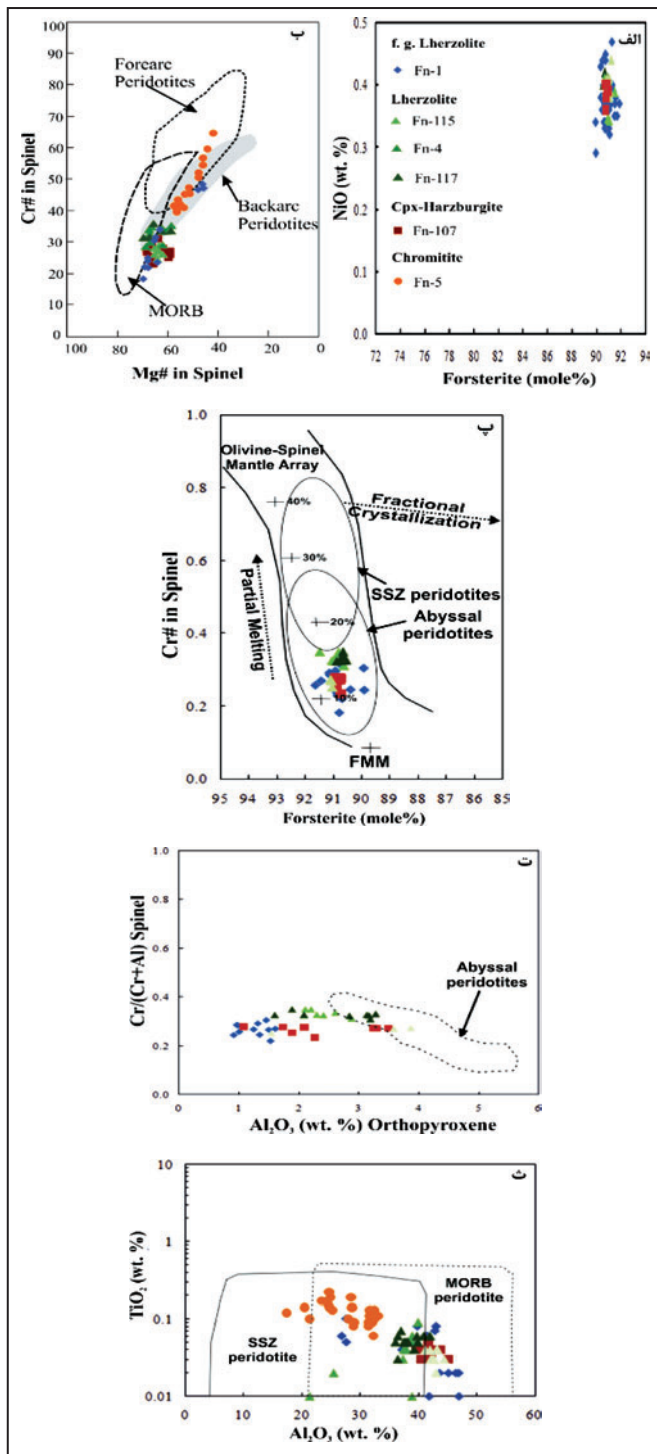 ب
100
90
80
70
60
50
40
30
20
10
0
Cr# in Spinel
Forearc
Peridotites
Backarc
Peridotites
MORB
100 80 60 40 20 0
Mg# in Spinel
الف
0.5
0.4
0.3
0.2
0.1
0.0
NiO (wt. %)
f. g. Lherzolite
Fn-1
Lherzolite
Fn-115
Fn-4
Fn-117
Cpx-Harzburgite
Fn-107
Chromitite
Fn-5
72 74 76 78 80 82 84 86 88 90 92 94
Forsterite (mole%)
پ
1.0
0.8
0.6
0.4
0.2
0.0
Cr# in Spinel
Olivine-Spinel
Mantle Array
40%
30%
20%
10%
Fractional
Crystallization
SSZ peridotites
Abyssal
peridotites
Partial Melting
FMM
95 94 93 92 91 90 89 88 87 86 85
Forsterite (mole%)
ت
1.0
0.8
0.6
0.4
0.2
0.0
Cr/(Cr+Al) Spinel
Abyssal
peridotites
0 1 2 3 4 5 6
Al₂O₃ (wt. %) Orthopyroxene
ث
10
1
0.1
0.01
TiO₂ (wt. %)
MORB
peridotite
SSZ
peridotite
0 10 20 30 40 50 60
Al₂O₃ (wt. %)